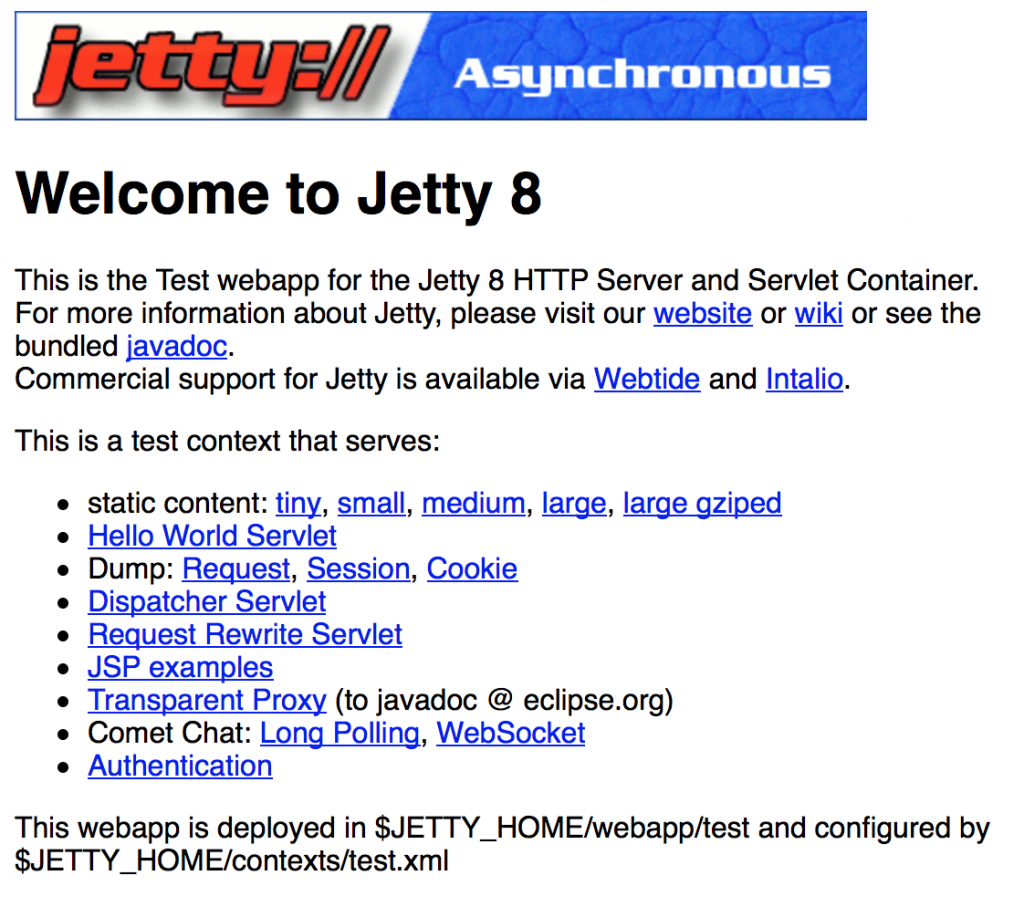 jetty://
Asynchronous
Welcome to Jetty 8
This is the Test webapp for the Jetty 8 HTTP Server and Servlet Container.
For more information about Jetty, please visit our website or wiki or see the
bundled javadoc.
Commercial support for Jetty is available via Webtide and Intalio.
This is a test context that serves:
• static content: tiny, small, medium, large, large gziped
• Hello World Servlet
• Dump: Request, Session, Cookie
• Dispatcher Servlet
• Request Rewrite Servlet
• JSP examples
• Transparent Proxy (to javadoc @ eclipse.org)
• Comet Chat: Long Polling, WebSocket
• Authentication
This webapp is deployed in $JETTY_HOME/webapp/test and configured by
$JETTY_HOME/contexts/test.xml